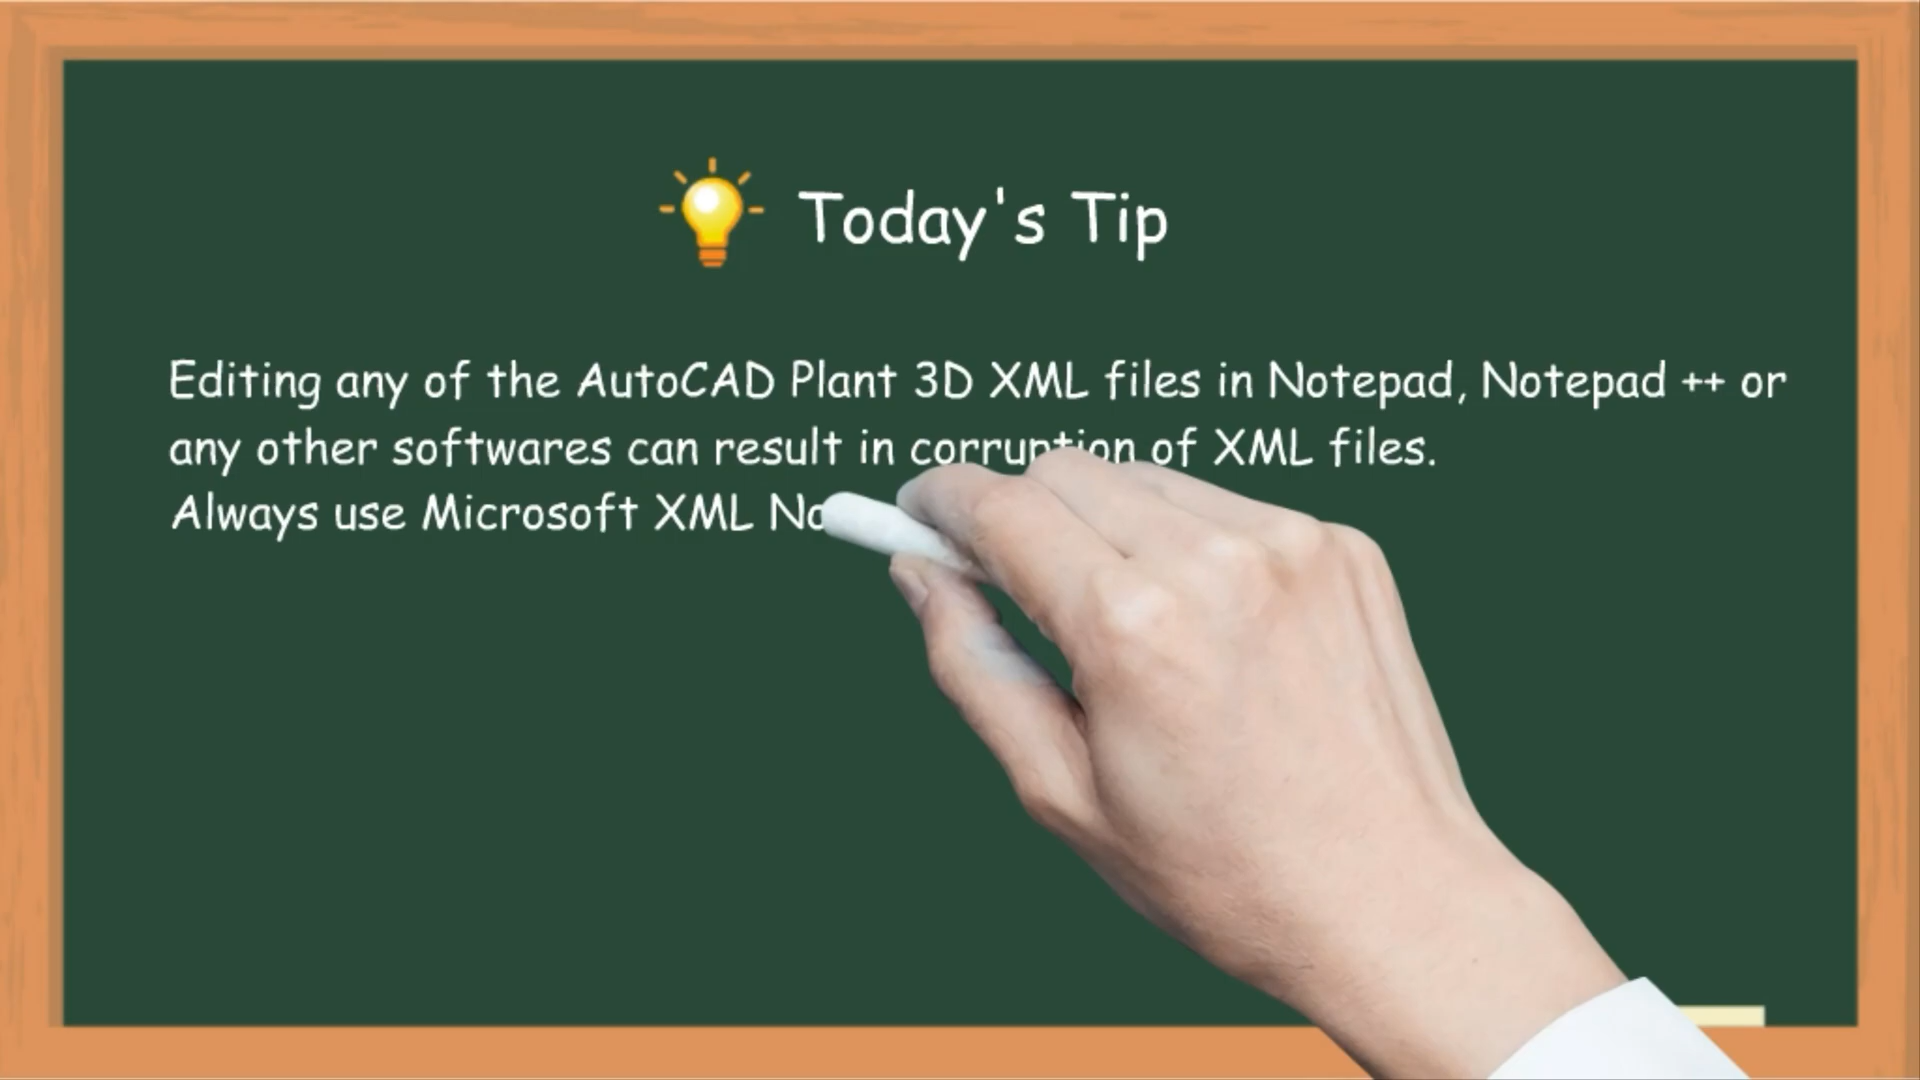 Today's Tip
Editing any of the AutoCAD Plant 3D XML files in Notepad, Notepad ++ or
any other softwares can result in corruption of XML files.
Always use Microsoft XML No